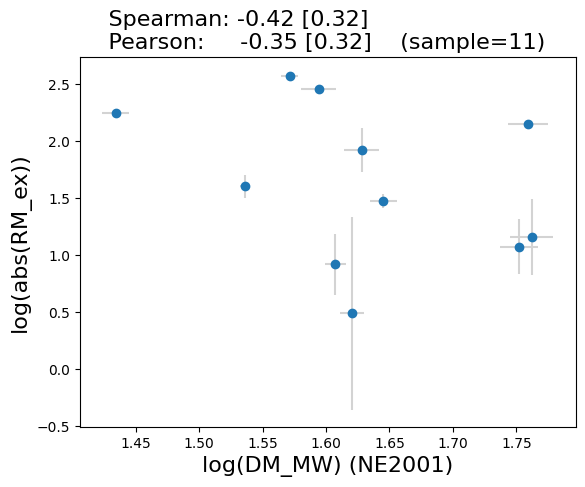 Spearman: -0.42 [0.32]
Pearson: -0.35 [0.32] (sample=11)
2.5
2.0
1.5
1.0
0.5
0.0
−0.5
log(abs(RM_ex))
1.45 1.50 1.55 1.60 1.65 1.70 1.75
log(DM_MW) (NE2001)